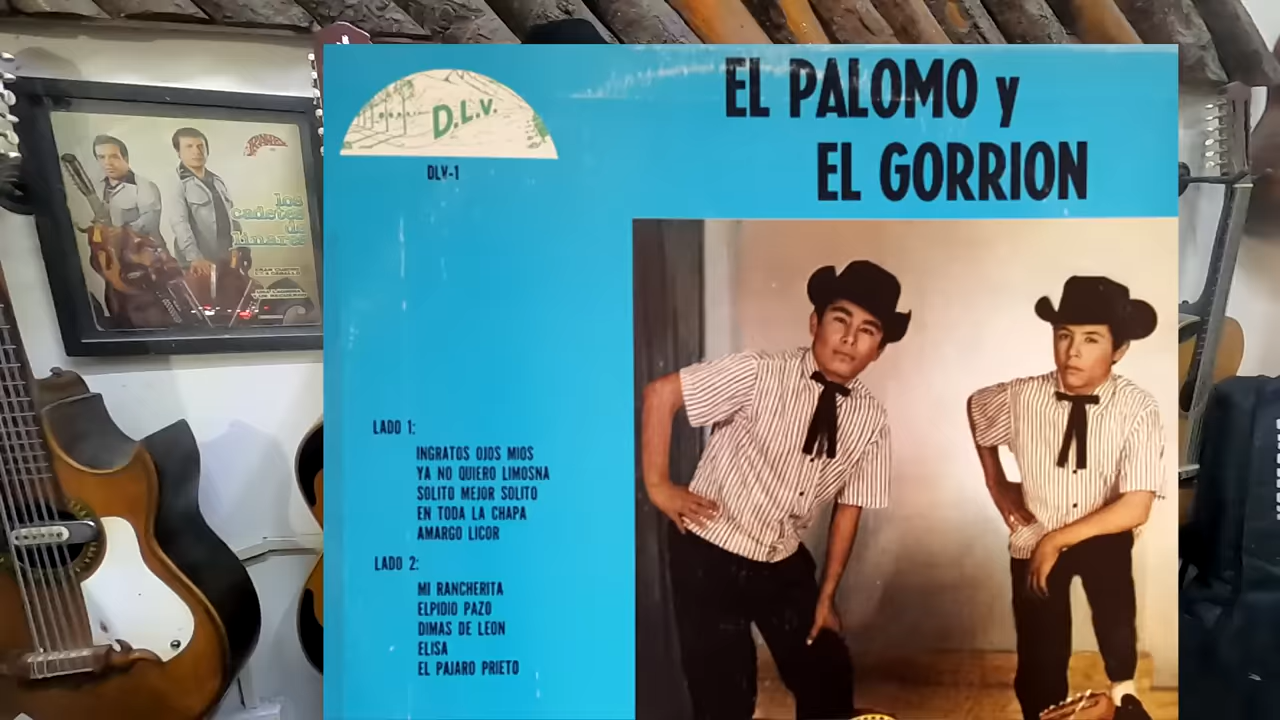 los
cadetes
de
linares
D.L.V.
DLV-1
EL PALOMO y
EL GORRION
LADO 1:
INGRATOS OJOS MIOS
YA NO QUIERO LIMOSNA
SOLITO MEJOR SOLITO
EN TODA LA CHAPA
AMARGO LICOR
LADO 2:
MI RANCHERITA
ELPIDIO PAZO
DIMAS DE LEON
ELISA
EL PAJARO PRIETO